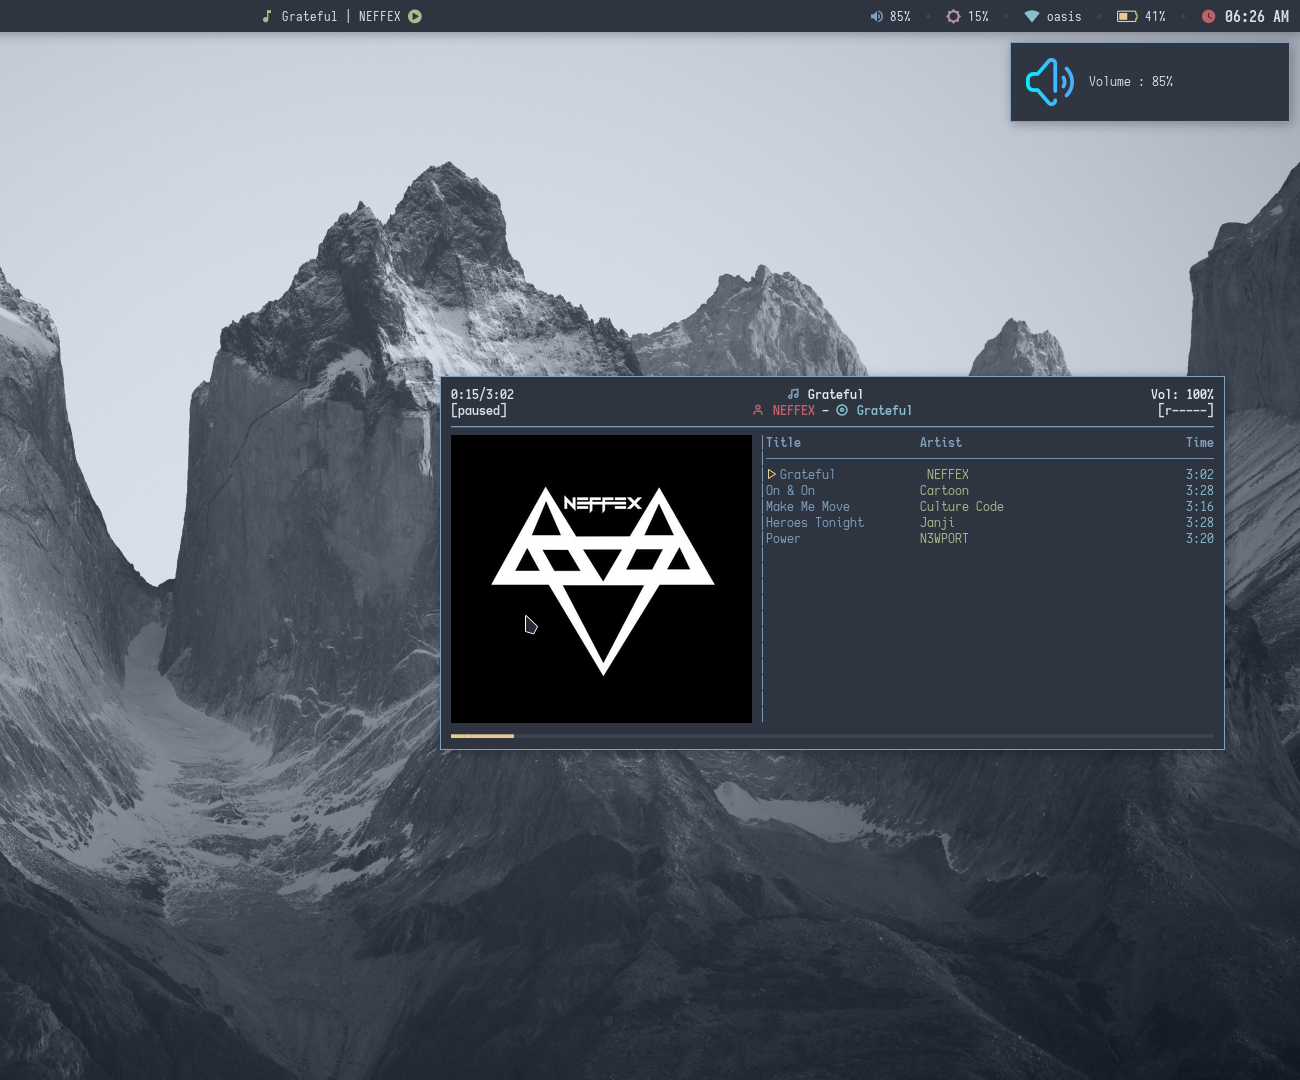 Grateful | NEFFEX
85%
15%
oasis
41%
06:26 AM
Volume : 85%
0:15/3:02
Grateful
Vol: 100%
[paused]
NEFFEX – Grateful
[r-----]
NEFFEX
Title Artist Time
Grateful NEFFEX 3:02
On & On Cartoon 3:28
Make Me Move Culture Code 3:16
Heroes Tonight Janji 3:28
Power N3WPORT 3:20